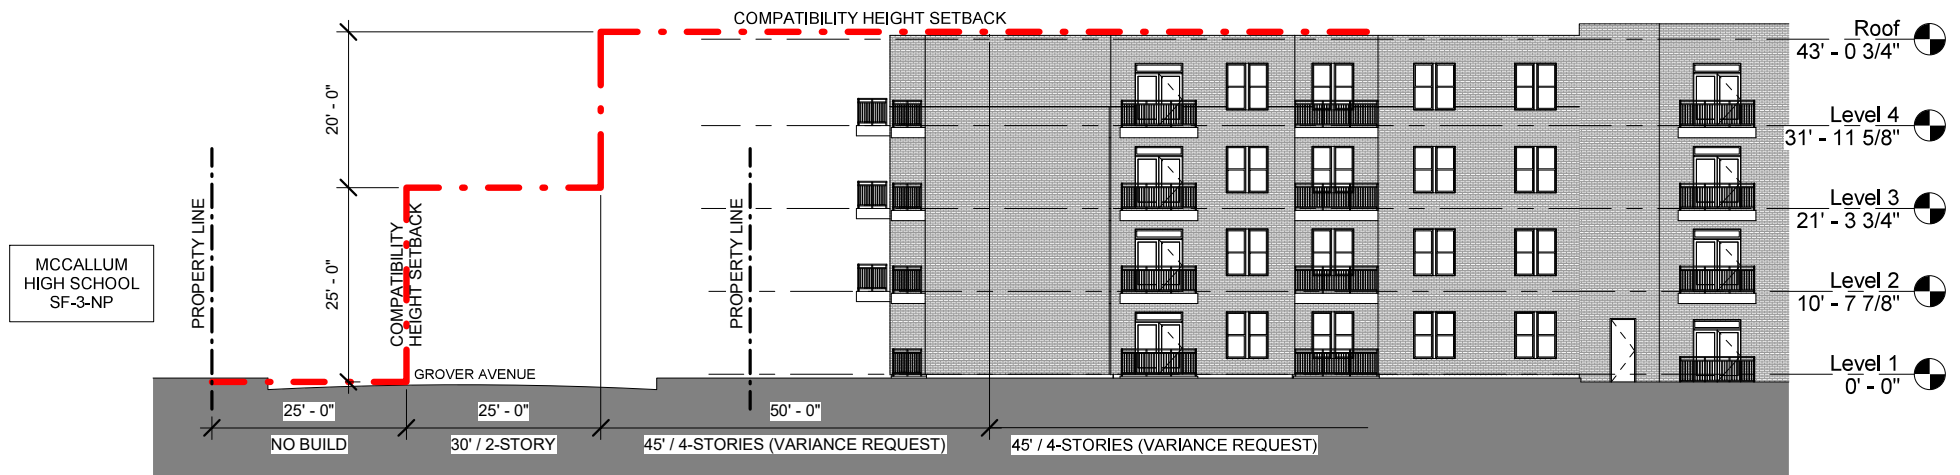 COMPATIBILITY HEIGHT SETBACK
Roof
43' - 0 3/4"
20' - 0"
Level 4
31' - 11 5/8"
Level 3
21' - 3 3/4"
MCCALLUM
HIGH SCHOOL
SF-3-NP
PROPERTY LINE
25' - 0"
COMPATIBILITY
HEIGHT SETBACK
PROPERTY LINE
Level 2
10' - 7 7/8"
GROVER AVENUE
Level 1
0' - 0"
25' - 0"
25' - 0"
50' - 0"
NO BUILD
30' / 2-STORY
45' / 4-STORIES (VARIANCE REQUEST)
45' / 4-STORIES (VARIANCE REQUEST)